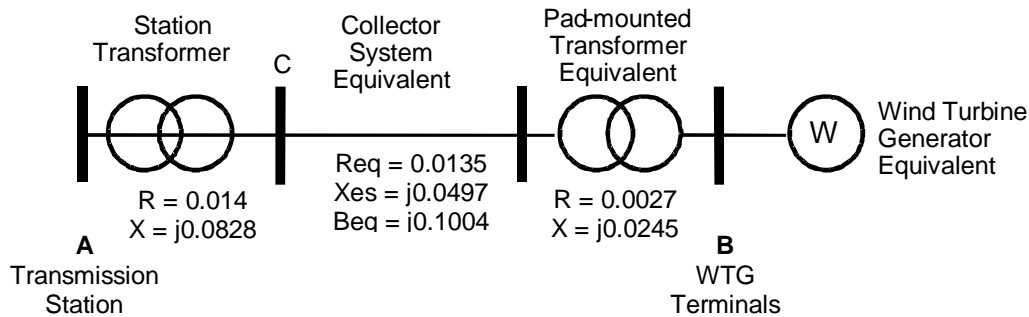 Station
Transformer
C
Collector
System
Equivalent
Pad-mounted
Transformer
Equivalent
W
Wind Turbine
Generator
Equivalent
R = 0.014
X = j0.0828
Req = 0.0135
Xes = j0.0497
Beq = j0.1004
R = 0.0027
X = j0.0245
A
Transmission
Station
B
WTG
Terminals